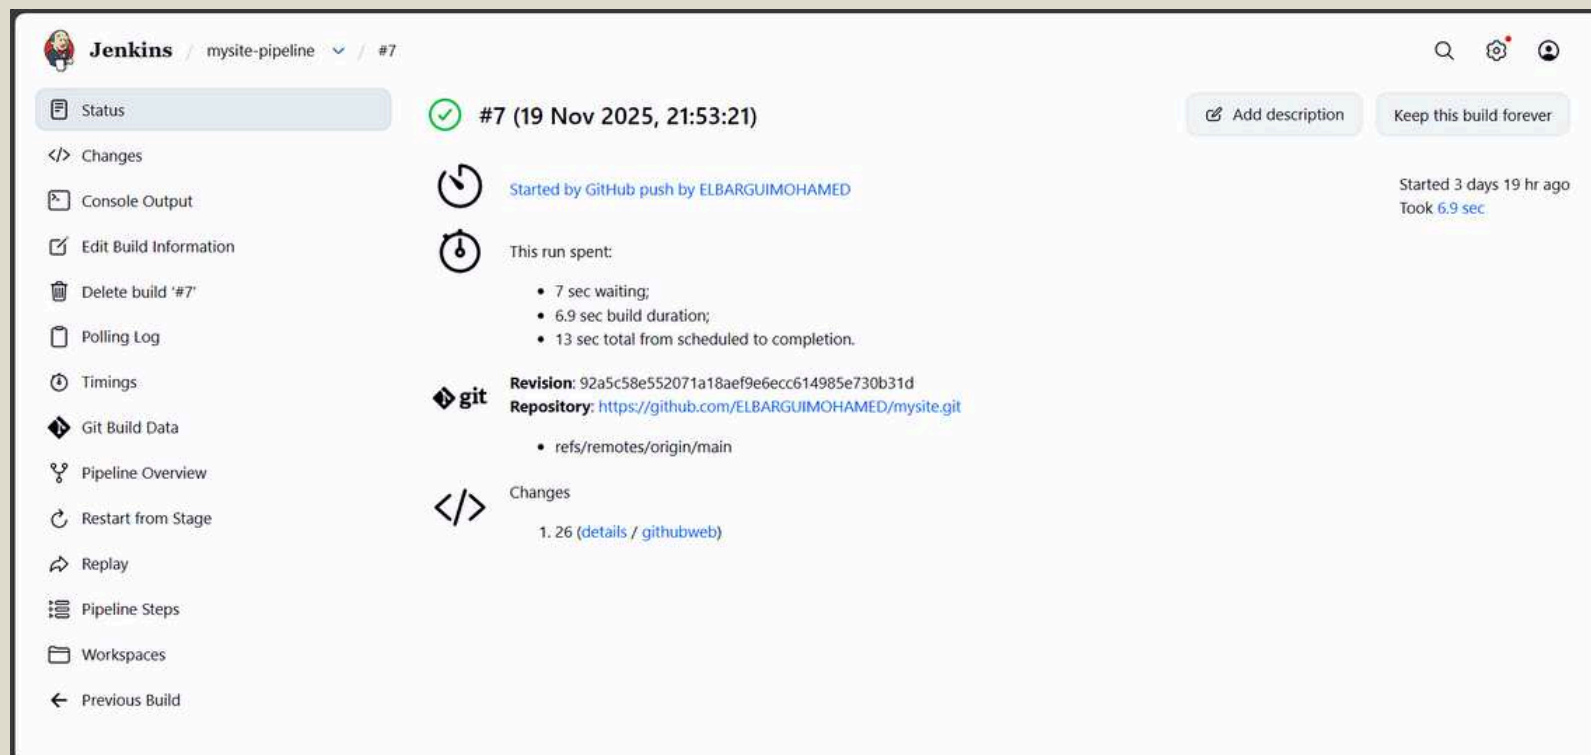 Jenkins / mysite-pipeline / #7
Status
Changes
Console Output
Edit Build Information
Delete build '#7'
Polling Log
Timings
Git Build Data
Pipeline Overview
Restart from Stage
Replay
Pipeline Steps
Workspaces
Previous Build
#7 (19 Nov 2025, 21:53:21)
Add description
Keep this build forever
Started by GitHub push by ELBARGUIMOHAMED
Started 3 days 19 hr ago
Took 6.9 sec
This run spent:
• 7 sec waiting;
• 6.9 sec build duration;
• 13 sec total from scheduled to completion.
git
Revision: 92a5c58e552071a18aef9e6ecc614985e730b31d
Repository: https://github.com/ELBARGUIMOHAMED/mysite.git
• refs/remotes/origin/main
Changes
1. 26 (details / githubweb)